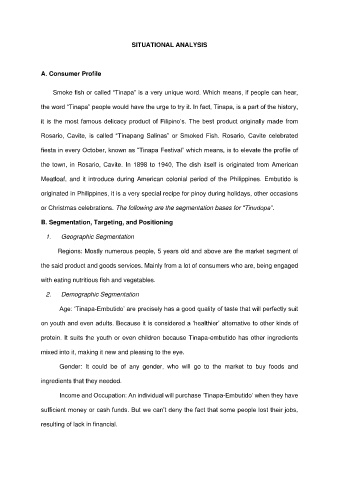 SITUATIONAL ANALYSIS
A. Consumer Profile
Smoke fish or called “Tinapa” is a very unique word. Which means, if people can hear,
the word “Tinapa” people would have the urge to try it. In fact, Tinapa, is a part of the history,
it is the most famous delicacy product of Filipino’s. The best product originally made from
Rosario, Cavite, is called “Tinapang Salinas” or Smoked Fish. Rosario, Cavite celebrated
fiesta in every October, known as “Tinapa Festival” which means, is to elevate the profile of
the town, in Rosario, Cavite. In 1898 to 1940, The dish itself is originated from American
Meatloaf, and it introduce during American colonial period of the Philippines. Embutido is
originated in Philippines, it is a very special recipe for pinoy during holidays, other occasions
or Christmas celebrations. The following are the segmentation bases for “Tinudopa”.
B. Segmentation, Targeting, and Positioning
1. Geographic Segmentation
Regions: Mostly numerous people, 5 years old and above are the market segment of
the said product and goods services. Mainly from a lot of consumers who are, being engaged
with eating nutritious fish and vegetables.
2. Demographic Segmentation
Age: ‘Tinapa-Embutido’ are precisely has a good quality of taste that will perfectly suit
on youth and even adults. Because it is considered a ‘healthier’ alternative to other kinds of
protein. It suits the youth or even children because Tinapa-embutido has other ingredients
mixed into it, making it new and pleasing to the eye.
Gender: It could be of any gender, who will go to the market to buy foods and
ingredients that they needed.
Income and Occupation: An individual will purchase ‘Tinapa-Embutido’ when they have
sufficient money or cash funds. But we can’t deny the fact that some people lost their jobs,
resulting of lack in financial.